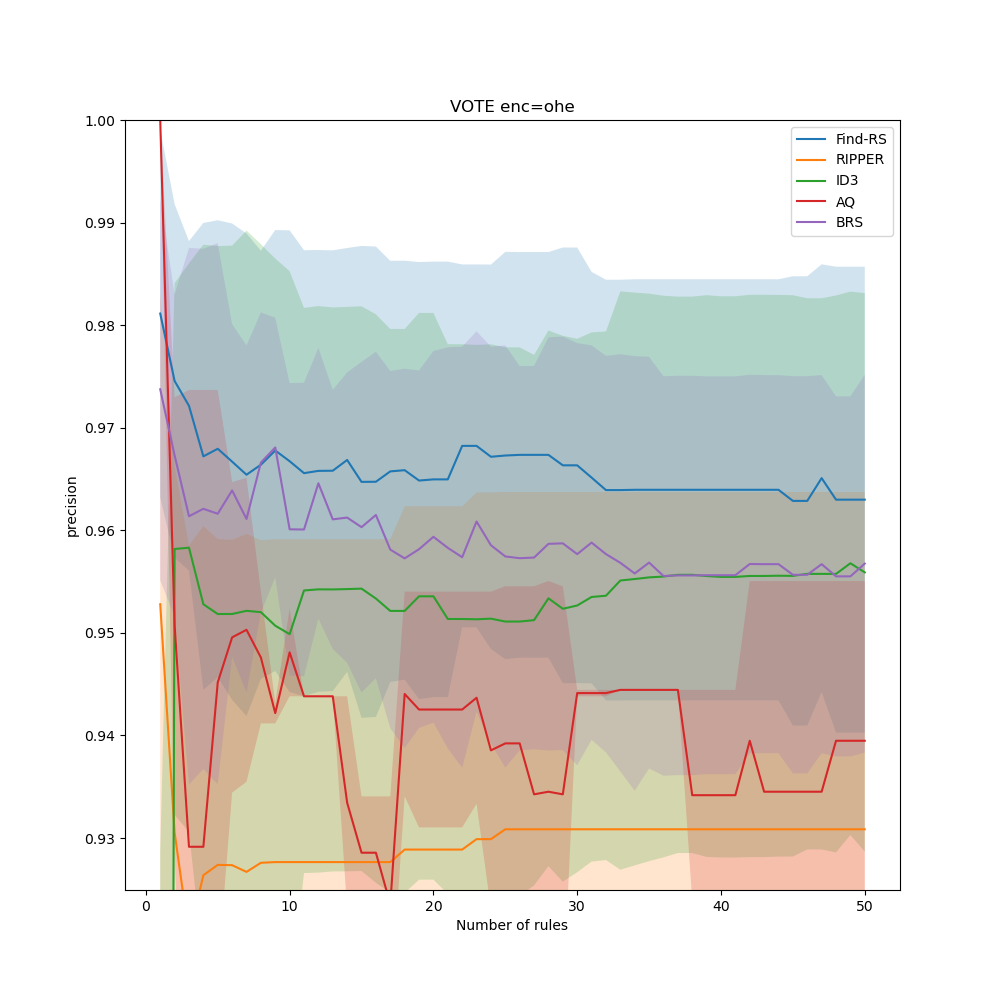 VOTE enc=ohe
1.00
0.99
0.98
0.97
0.96
0.95
0.94
0.93
precision
0
10
20
30
40
50
Number of rules
Find-RS
RIPPER
ID3
AQ
BRS